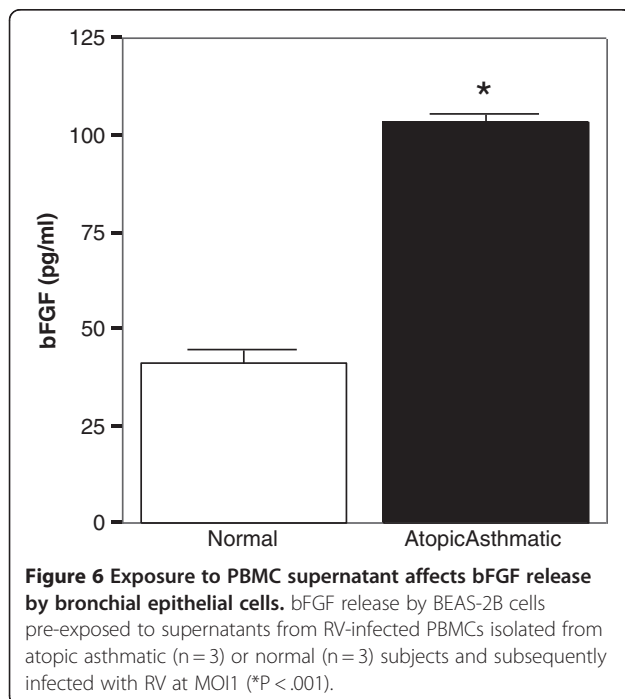 125
100
75
50
25
0
bFGF (pg/ml)
*
Normal
AtopicAsthmatic
Figure 6 Exposure to PBMC supernatant affects bFGF release
by bronchial epithelial cells. bFGF release by BEAS-2B cells
pre-exposed to supernatants from RV-infected PBMCs isolated from
atopic asthmatic (n = 3) or normal (n = 3) subjects and subsequently
infected with RV at MOI1 (*P < .001).